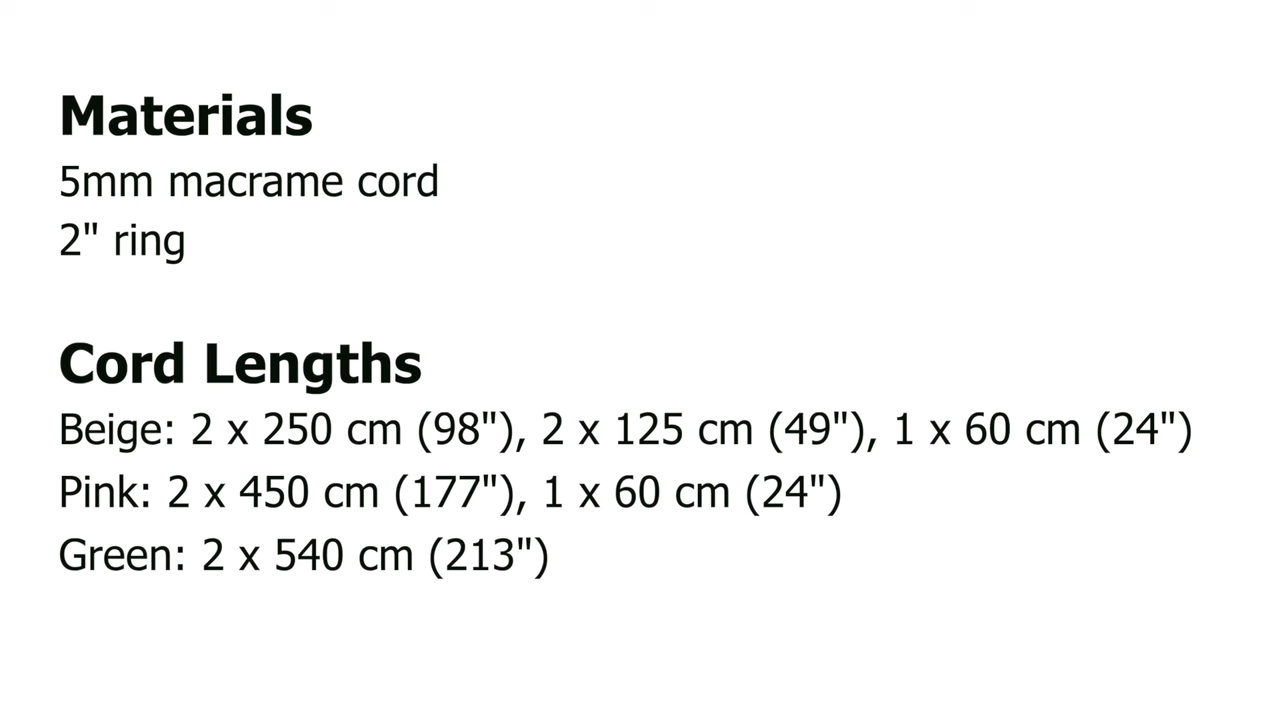 Materials
5mm macrame cord
2" ring
Cord Lengths
Beige: 2 x 250 cm (98"), 2 x 125 cm (49"), 1 x 60 cm (24")
Pink: 2 x 450 cm (177"), 1 x 60 cm (24")
Green: 2 x 540 cm (213")